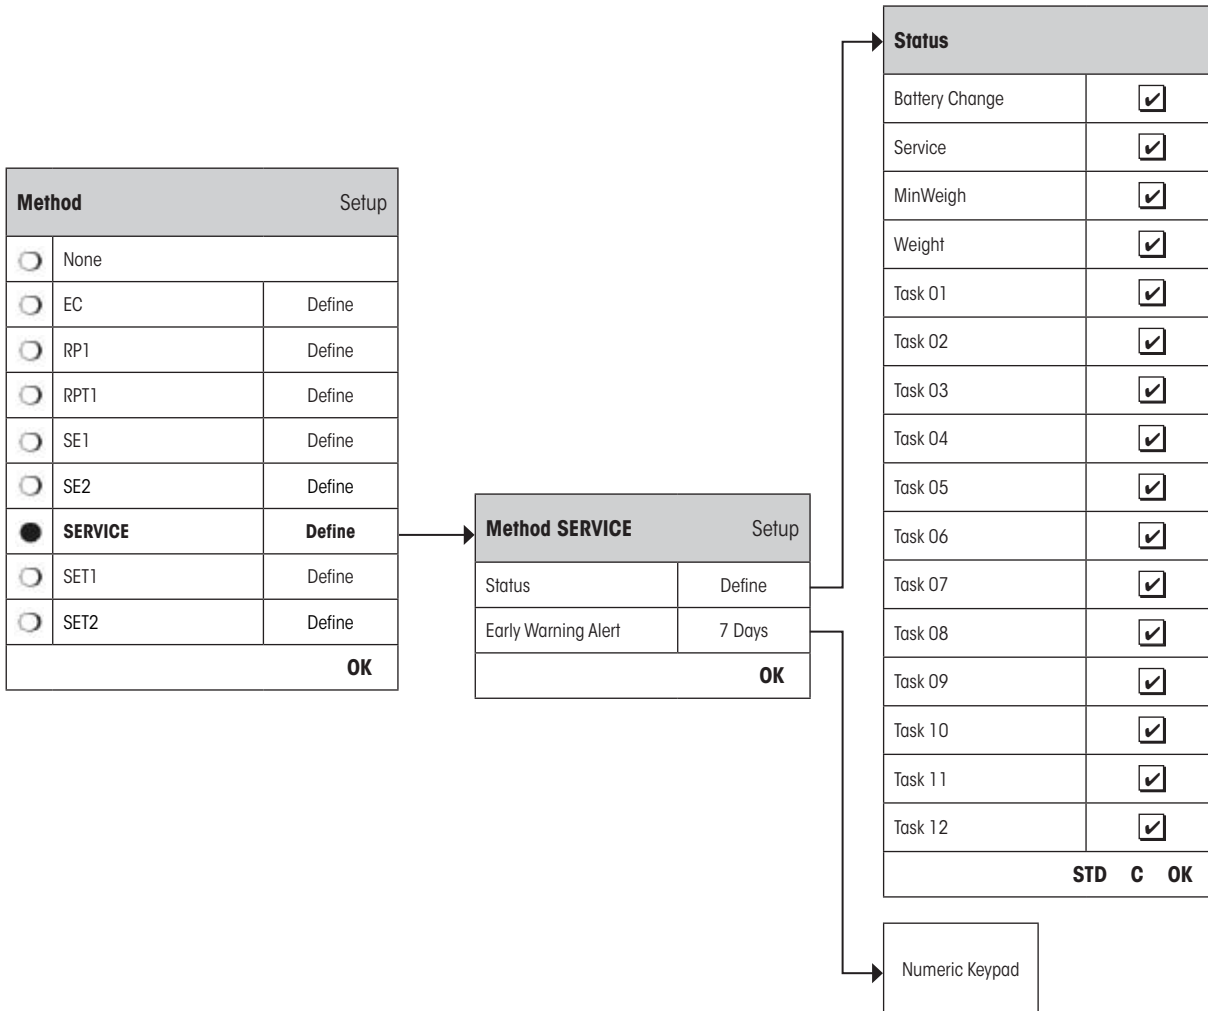 Method Setup
None
EC Define
RP1 Define
RPT1 Define
SE1 Define
SE2 Define
SERVICE Define
SET1 Define
SET2 Define
OK
Method SERVICE Setup
Status Define
Early Warning Alert 7 Days
OK
Status
Battery Change
Service
MinWeigh
Weight
Task 01
Task 02
Task 03
Task 04
Task 05
Task 06
Task 07
Task 08
Task 09
Task 10
Task 11
Task 12
STD C OK
Numeric Keypad